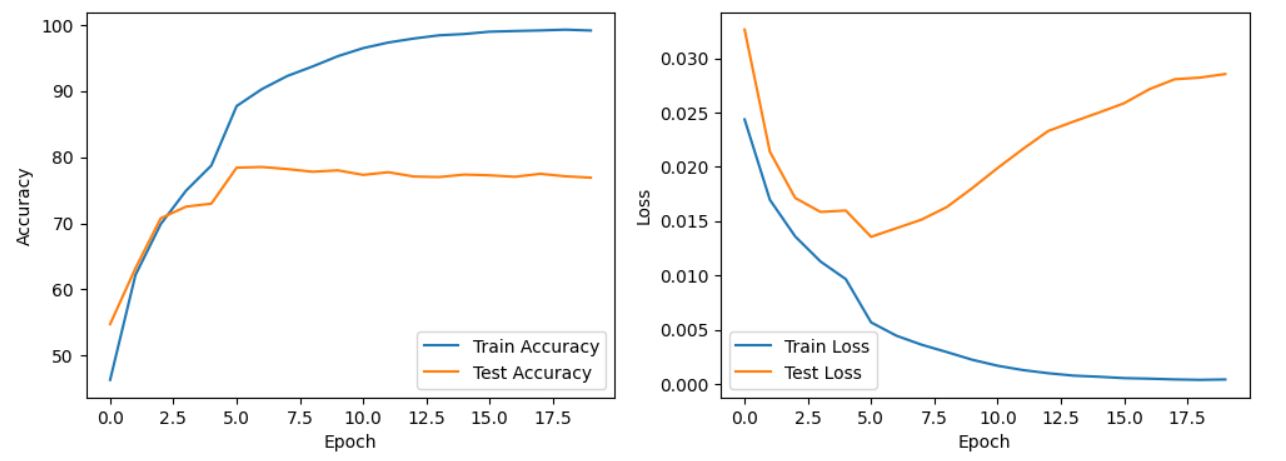 100
90
80
70
60
50
Accuracy
0.0 2.5 5.0 7.5 10.0 12.5 15.0 17.5
Epoch
Train Accuracy
Test Accuracy
0.030
0.025
0.020
0.015
0.010
0.005
0.000
Loss
0.0 2.5 5.0 7.5 10.0 12.5 15.0 17.5
Epoch
Train Loss
Test Loss